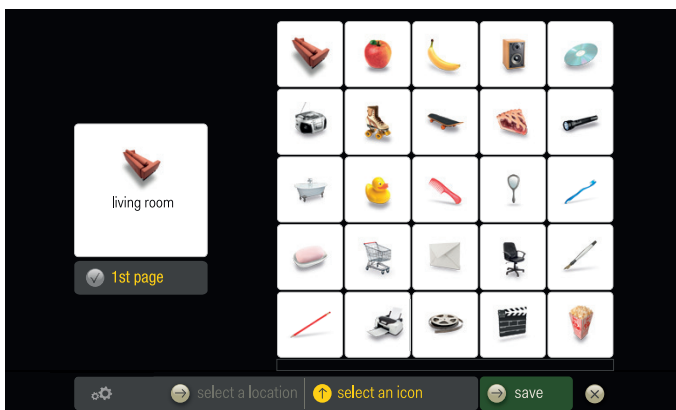 living room
1st page
select a location
select an icon
save